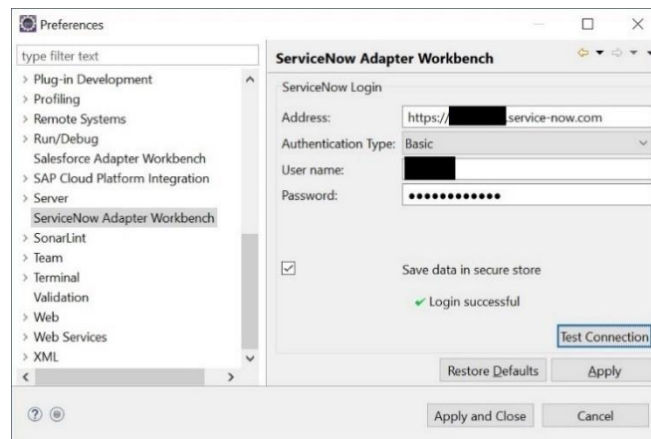 Preferences
type filter text
> Plug-in Development
> Profiling
> Remote Systems
> Run/Debug
Salesforce Adapter Workbench
> SAP Cloud Platform Integration
> Server
ServiceNow Adapter Workbench
> SonarLint
> Team
> Terminal
Validation
> Web
> Web Services
> XML
ServiceNow Adapter Workbench
ServiceNow Login
Address: https:// .service-now.com
Authentication Type: Basic
User name:
Password: ●●●●●●●●●●●●
Save data in secure store
✔ Login successful
Test Connection
Restore Defaults Apply
Apply and Close Cancel